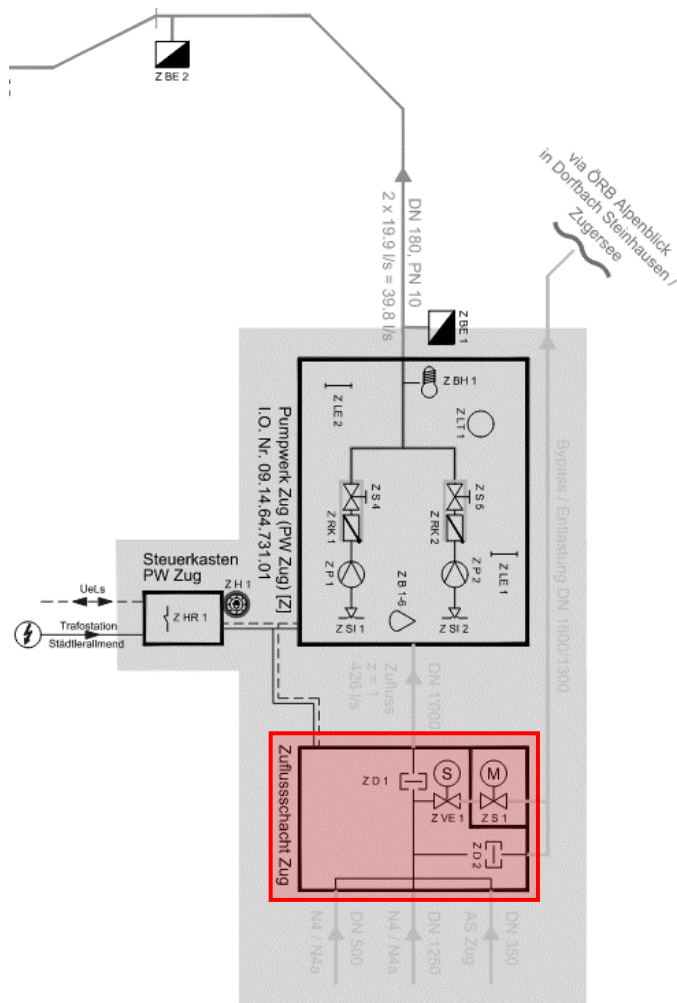 Z BE 2
via ÖRB Alpenblick
in Dorfbach Steinhausen /
Zugersee
DN 180, PN 10
2 x 19.9 l/s = 39.8 l/s
Z BE 1
Z BH 1
Z LE 2
Z LT 1
Pumpwerk Zug (PW Zug) [Z]
I.O. Nr. 09.14.64.731.01
Z S 4
Z S 5
Z RK 1
Z RK 2
Z P 1
Z P 2
Z LE 1
Z B 1-6
Z SI 1
Z SI 2
Bypass / Entlastung DN 1800/1300
Steuerkasten
PW Zug
Z H 1
UeLs
Z HR 1
Trafostation
Städtlerallmend
DN 1'000
Zufluss
z = 1
426 l/s
Zuflussschacht Zug
Z D 1
S
M
Z VE 1
Z S 1
Z D 2
DN 500
N4 / N4a
DN 1250
N4 / N4a
DN 350
AS Zug